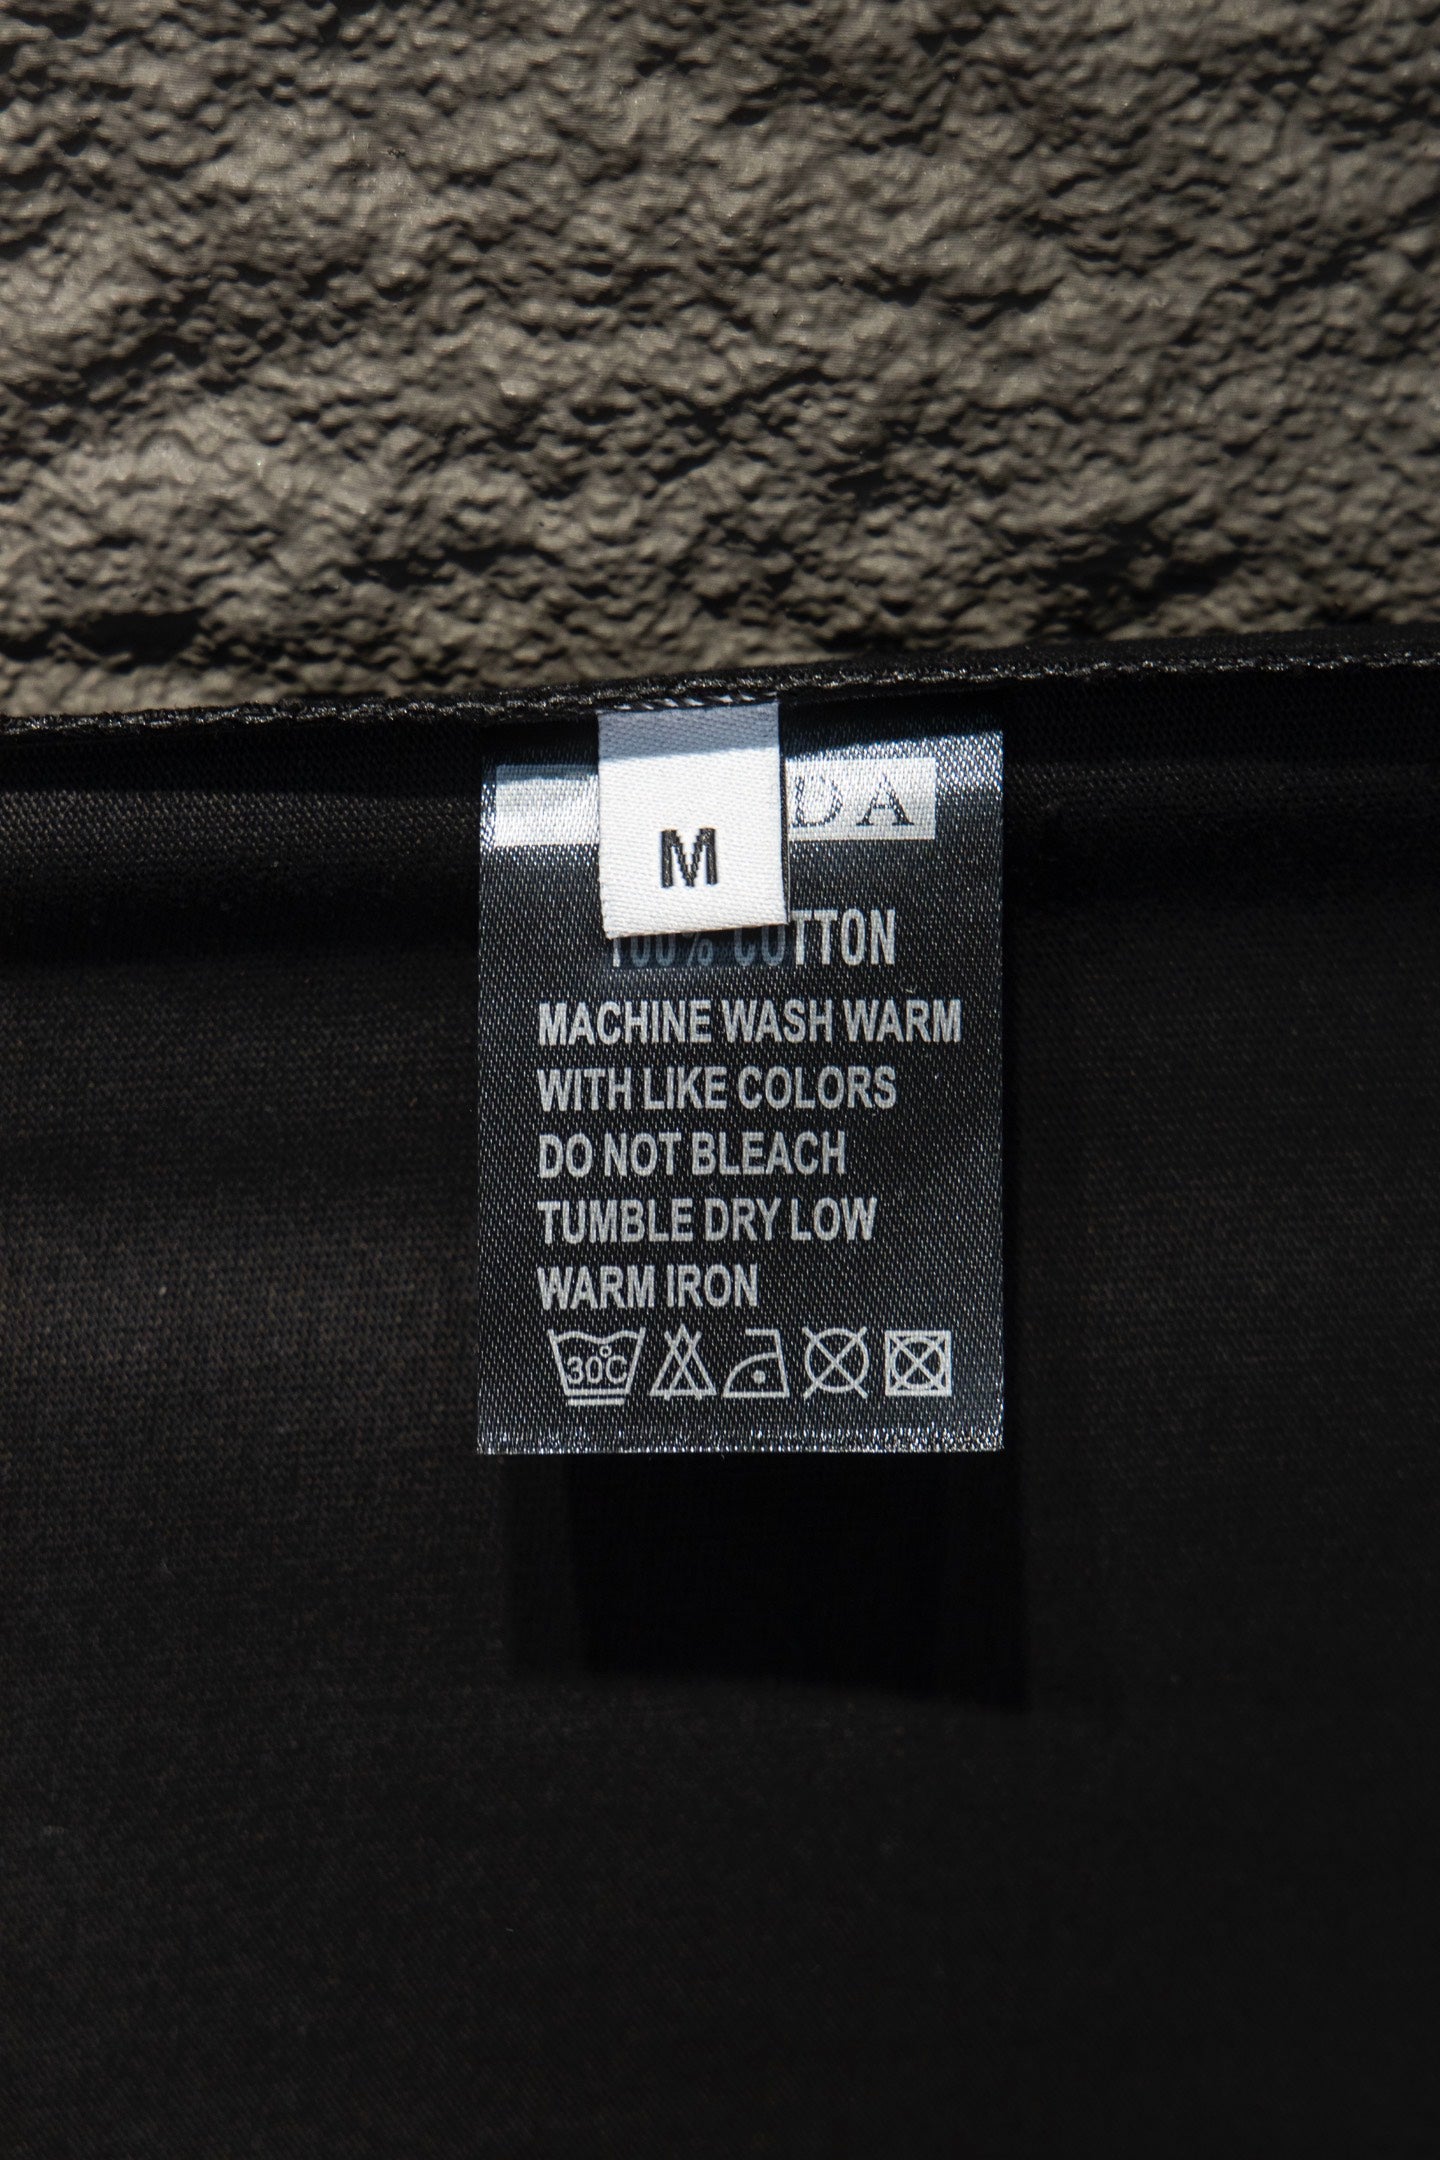 DA
M
100% COTTON
MACHINE WASH WARM
WITH LIKE COLORS
DO NOT BLEACH
TUMBLE DRY LOW
WARM IRON
30°C